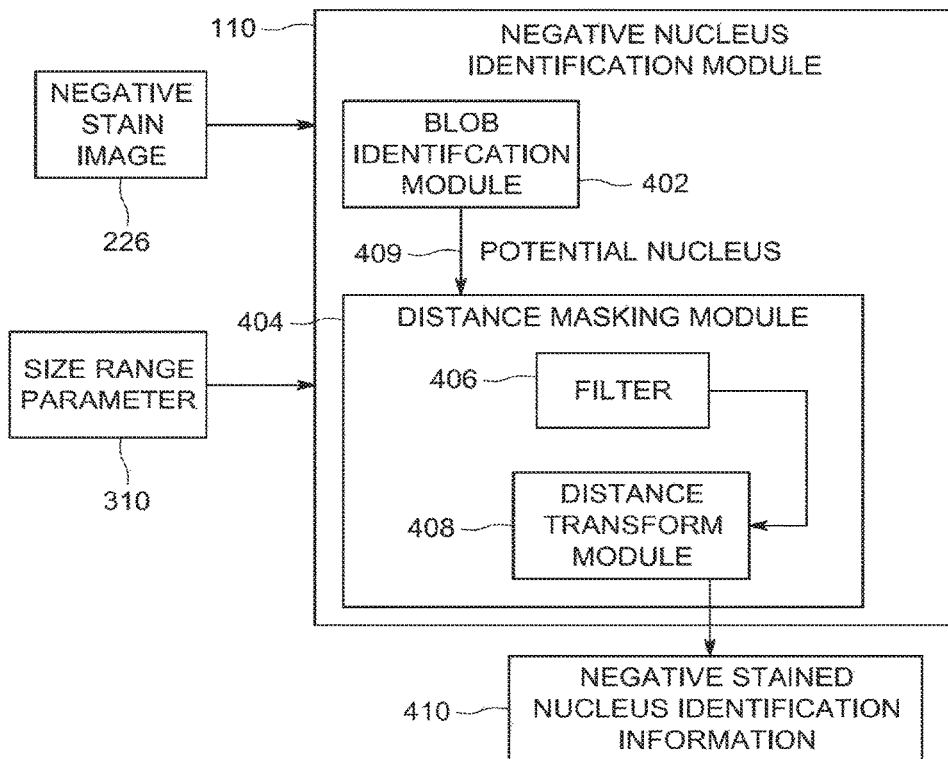 110
NEGATIVE NUCLEUS
IDENTIFICATION MODULE
NEGATIVE
STAIN
IMAGE
226
BLOB
IDENTIFCATION
MODULE
402
409
POTENTIAL NUCLEUS
404
DISTANCE MASKING MODULE
SIZE RANGE
PARAMETER
310
406
FILTER
408
DISTANCE
TRANSFORM
MODULE
410
NEGATIVE STAINED
NUCLEUS IDENTIFICATION
INFORMATION